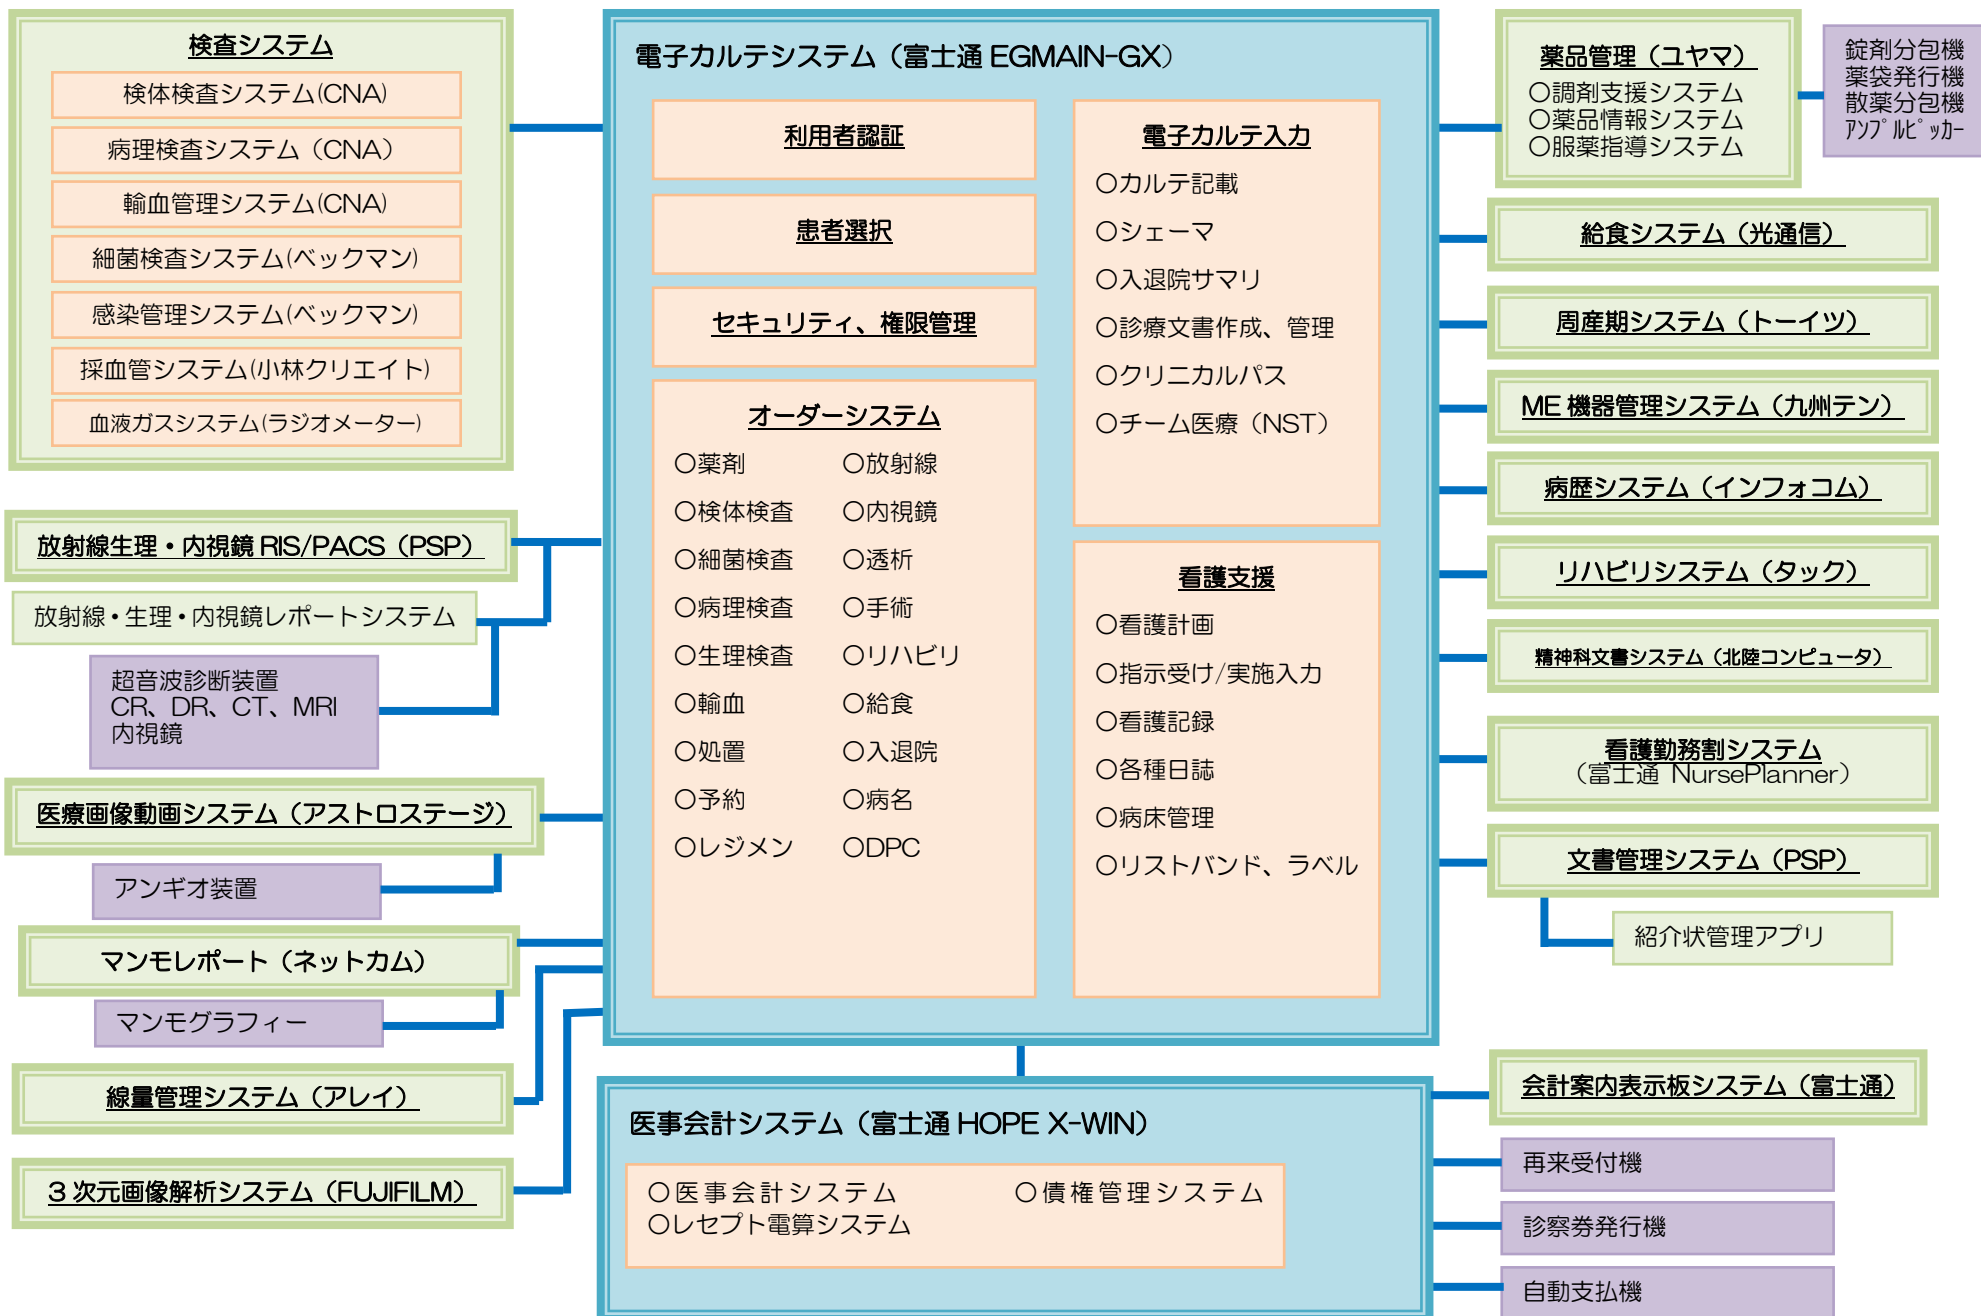 検査システム
検体検査システム(CNA)
病理検査システム（CNA）
輸血管理システム(CNA)
細菌検査システム(ベックマン)
感染管理システム(ベックマン)
採血管システム(小林クリエイト)
血液ガスシステム(ラジオメーター)
放射線生理・内視鏡 RIS/PACS（PSP）
放射線・生理・内視鏡レポートシステム
超音波診断装置
CR、DR、CT、MRI
内視鏡
医療画像動画システム（アストロステージ）
アンギオ装置
マンモレポート（ネットカム）
マンモグラフィー
線量管理システム（アレイ）
3次元画像解析システム（FUJIFILM）
電子カルテシステム（富士通 EGMAIN-GX）
利用者認証
患者選択
セキュリティ、権限管理
オーダーシステム
○薬剤 ○放射線
○検体検査 ○内視鏡
○細菌検査 ○透析
○病理検査 ○手術
○生理検査 ○リハビリ
○輸血 ○給食
○処置 ○入退院
○予約 ○病名
○レジメン ○DPC
電子カルテ入力
○カルテ記載
○シェーマ
○入退院サマリ
○診療文書作成、管理
○クリニカルパス
○チーム医療（NST）
看護支援
○看護計画
○指示受け/実施入力
○看護記録
○各種日誌
○病床管理
○リストバンド、ラベル
医事会計システム（富士通 HOPE X-WIN）
○医事会計システム ○債権管理システム
○レセプト電算システム
薬品管理（ユヤマ）
○調剤支援システム
○薬品情報システム
○服薬指導システム
錠剤分包機
薬袋発行機
散薬分包機
ｱﾝﾌﾟﾙﾋﾟｯｶｰ
給食システム（光通信）
周産期システム（トーイツ）
ME機器管理システム（九州テン）
病歴システム（インフォコム）
リハビリシステム（タック）
精神科文書システム（北陸コンピュータ）
看護勤務割システム
（富士通 NursePlanner）
文書管理システム（PSP）
紹介状管理アプリ
会計案内表示板システム（富士通）
再来受付機
診察券発行機
自動支払機